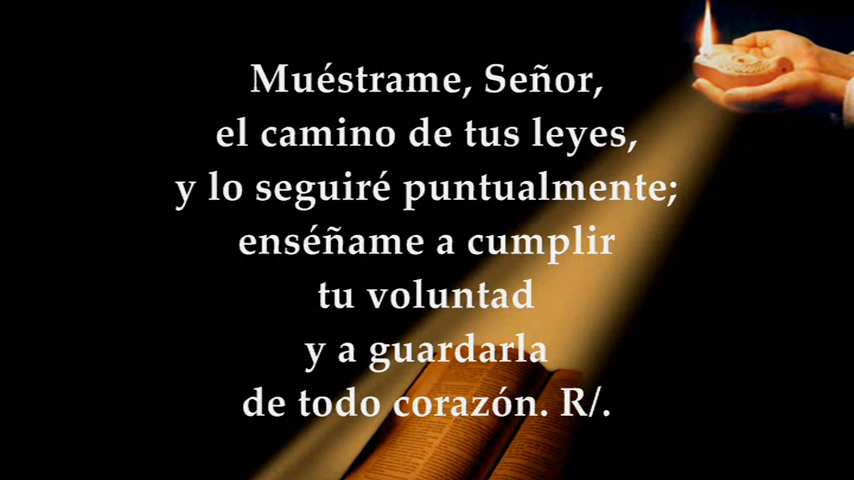 Muéstrame, Señor,
el camino de tus leyes,
y lo seguiré puntualmente;
enséñame a cumplir
tu voluntad
y a guardarla
de todo corazón. R/.